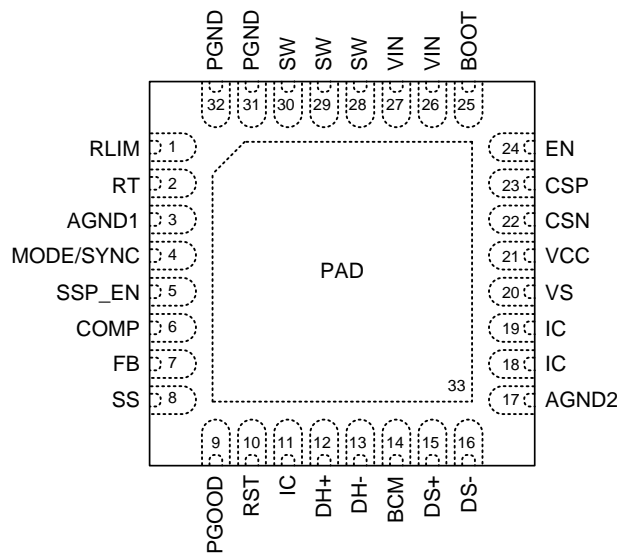 PGND PGND SW SW SW VIN VIN BOOT
32 31 30 29 28 27 26 25
RLIM 1 24 EN
RT 2 23 CSP
AGND1 3 22 CSN
MODE/SYNC 4 PAD 21 VCC
SSP_EN 5 20 VS
COMP 6 19 IC
FB 7 18 IC
33
SS 8 17 AGND2
9 10 11 12 13 14 15 16
PGOOD RST IC DH+ DH- BCM DS+ DS-